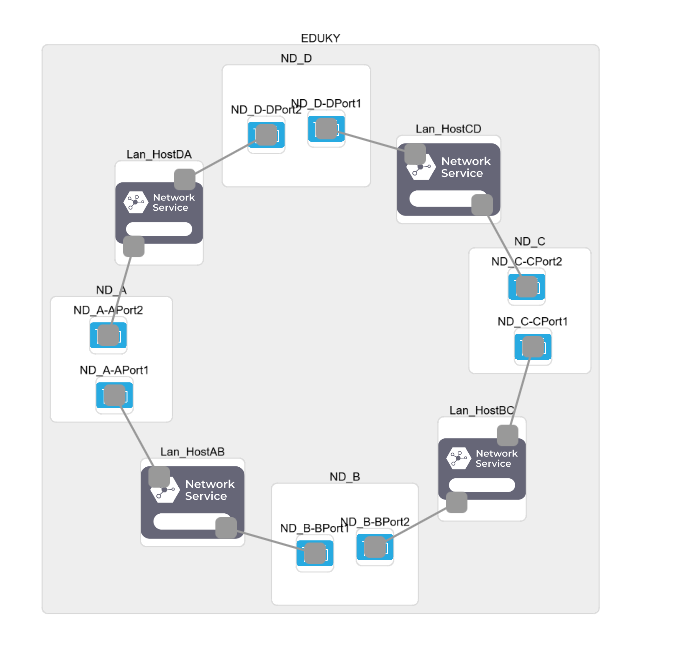 EDUKY
ND_D
ND_D-DPort2
ND_D-DPort1
Lan_HostCD
Network
Service
Lan_HostDA
Network
Service
ND_C
ND_C-CPort2
ND_C-CPort1
ND_A
ND_A-APort2
ND_A-APort1
Lan_HostBC
Network
Service
Lan_HostAB
Network
Service
ND_B
ND_B-BPort1
ND_B-BPort2